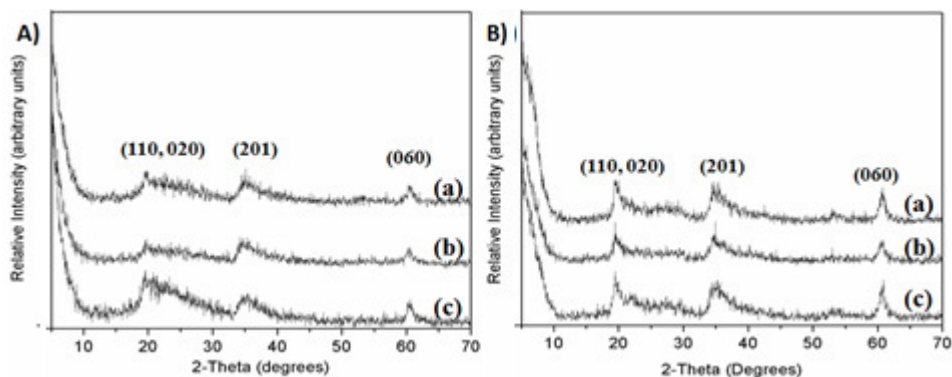 A)
Relative Intensity (arbitrary units)
(110, 020)
(201)
(060)
(a)
(b)
(c)
10 20 30 40 50 60 70
2-Theta (degrees)
B)
Relative Intensity (arbitrary units)
(110, 020)
(201)
(060)
(a)
(b)
(c)
10 20 30 40 50 60 70
2-Theta (Degrees)